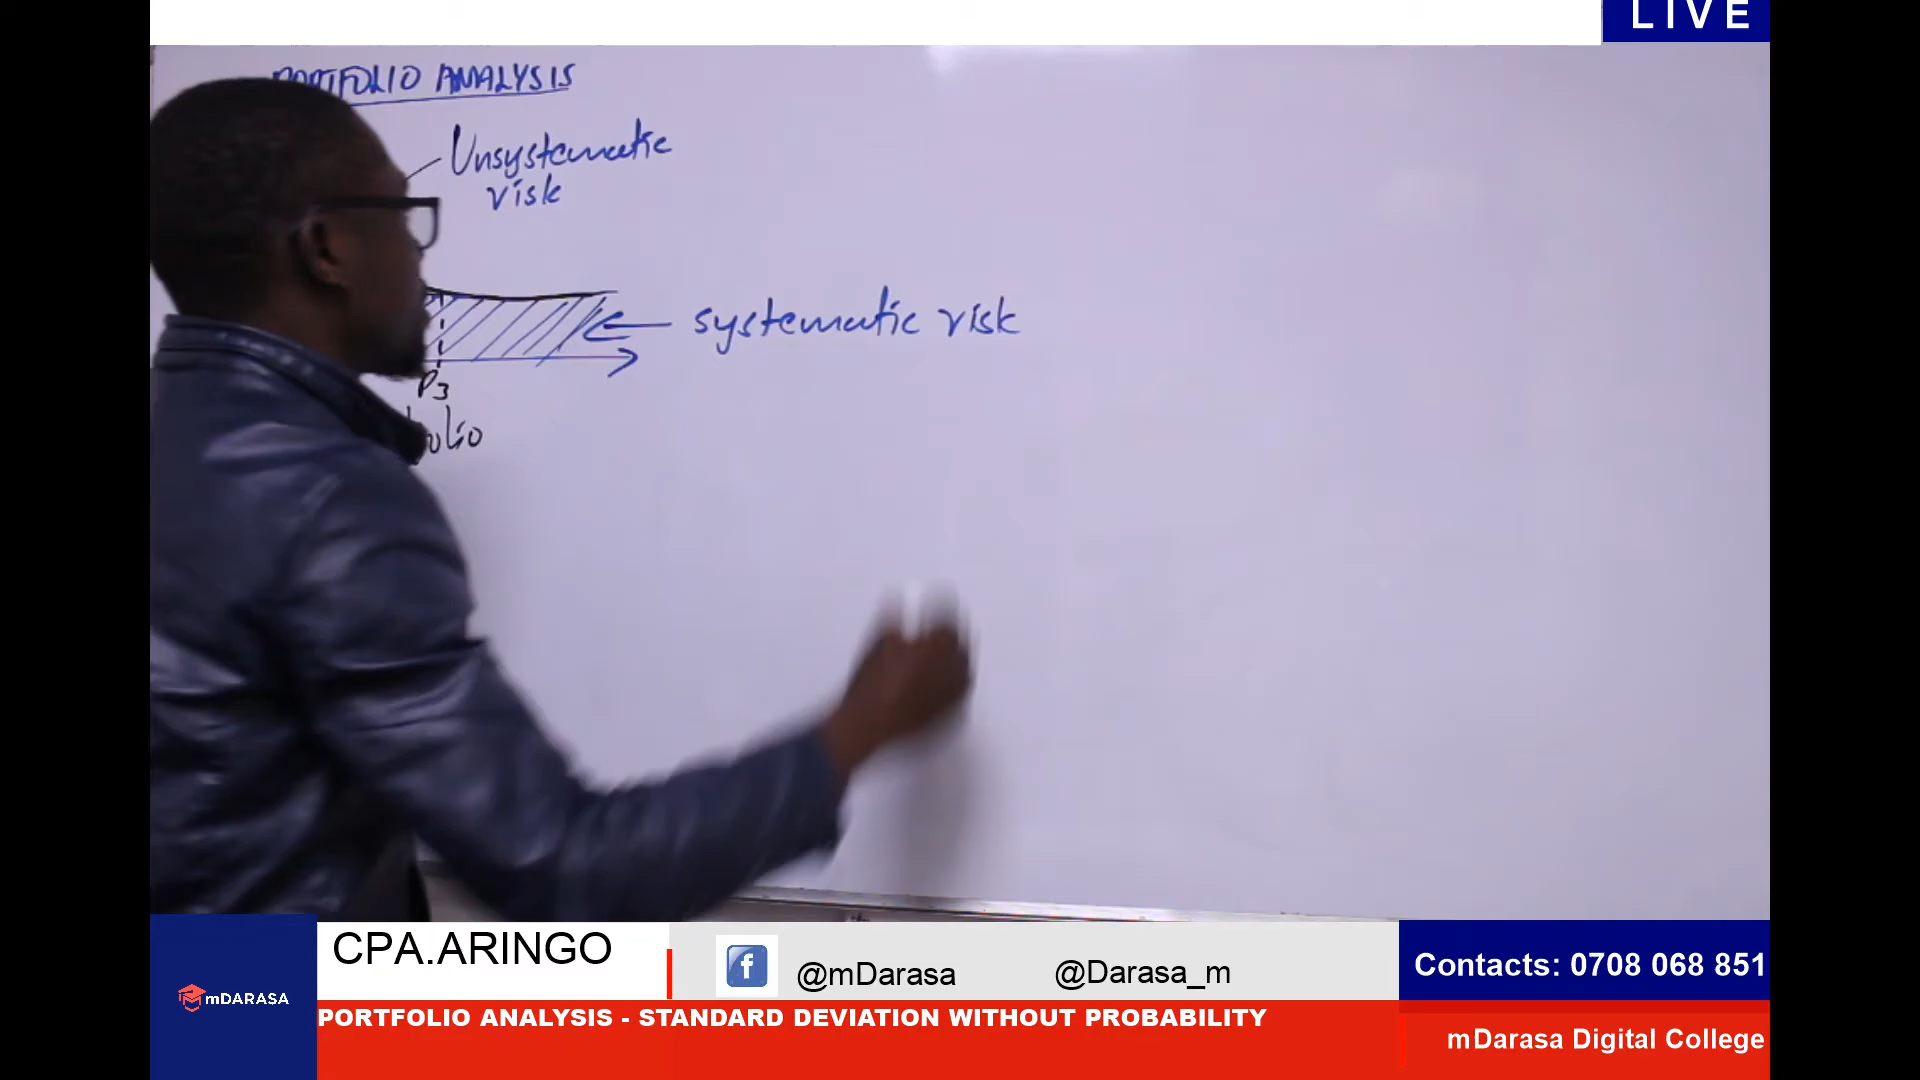 LIVE
PORTFOLIO ANALYSIS
Unsystematic
risk
systematic risk
P3
olio
CPA.ARINGO
@mDarasa
@Darasa_m
Contacts: 0708 068 851
mDARASA
PORTFOLIO ANALYSIS - STANDARD DEVIATION WITHOUT PROBABILITY
mDarasa Digital College